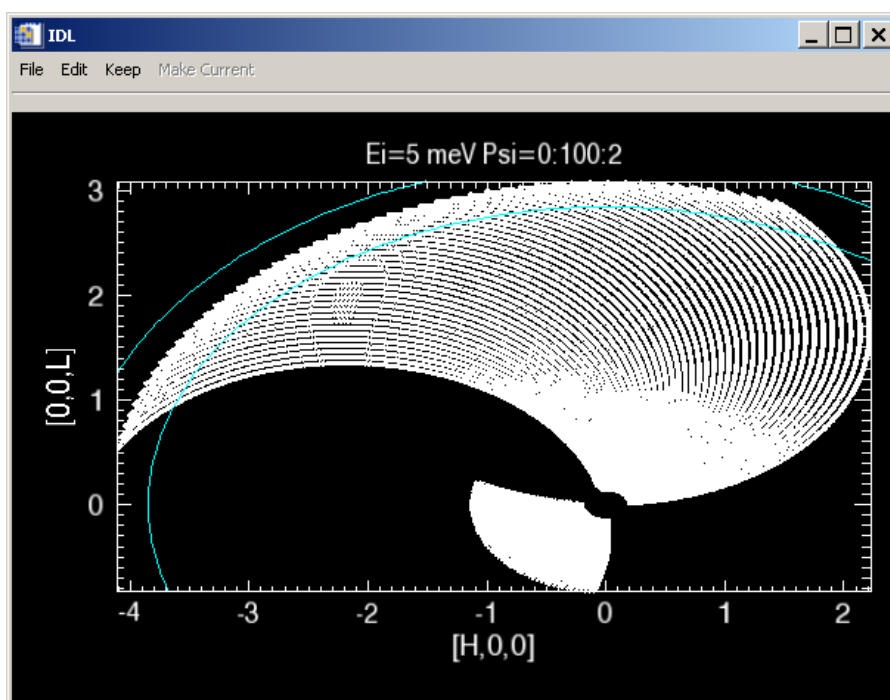 IDL
File Edit Keep Make Current
Ei=5 meV Psi=0:100:2
3
2
1
0
[0,0,L]
-4 -3 -2 -1 0 1 2
[H,0,0]